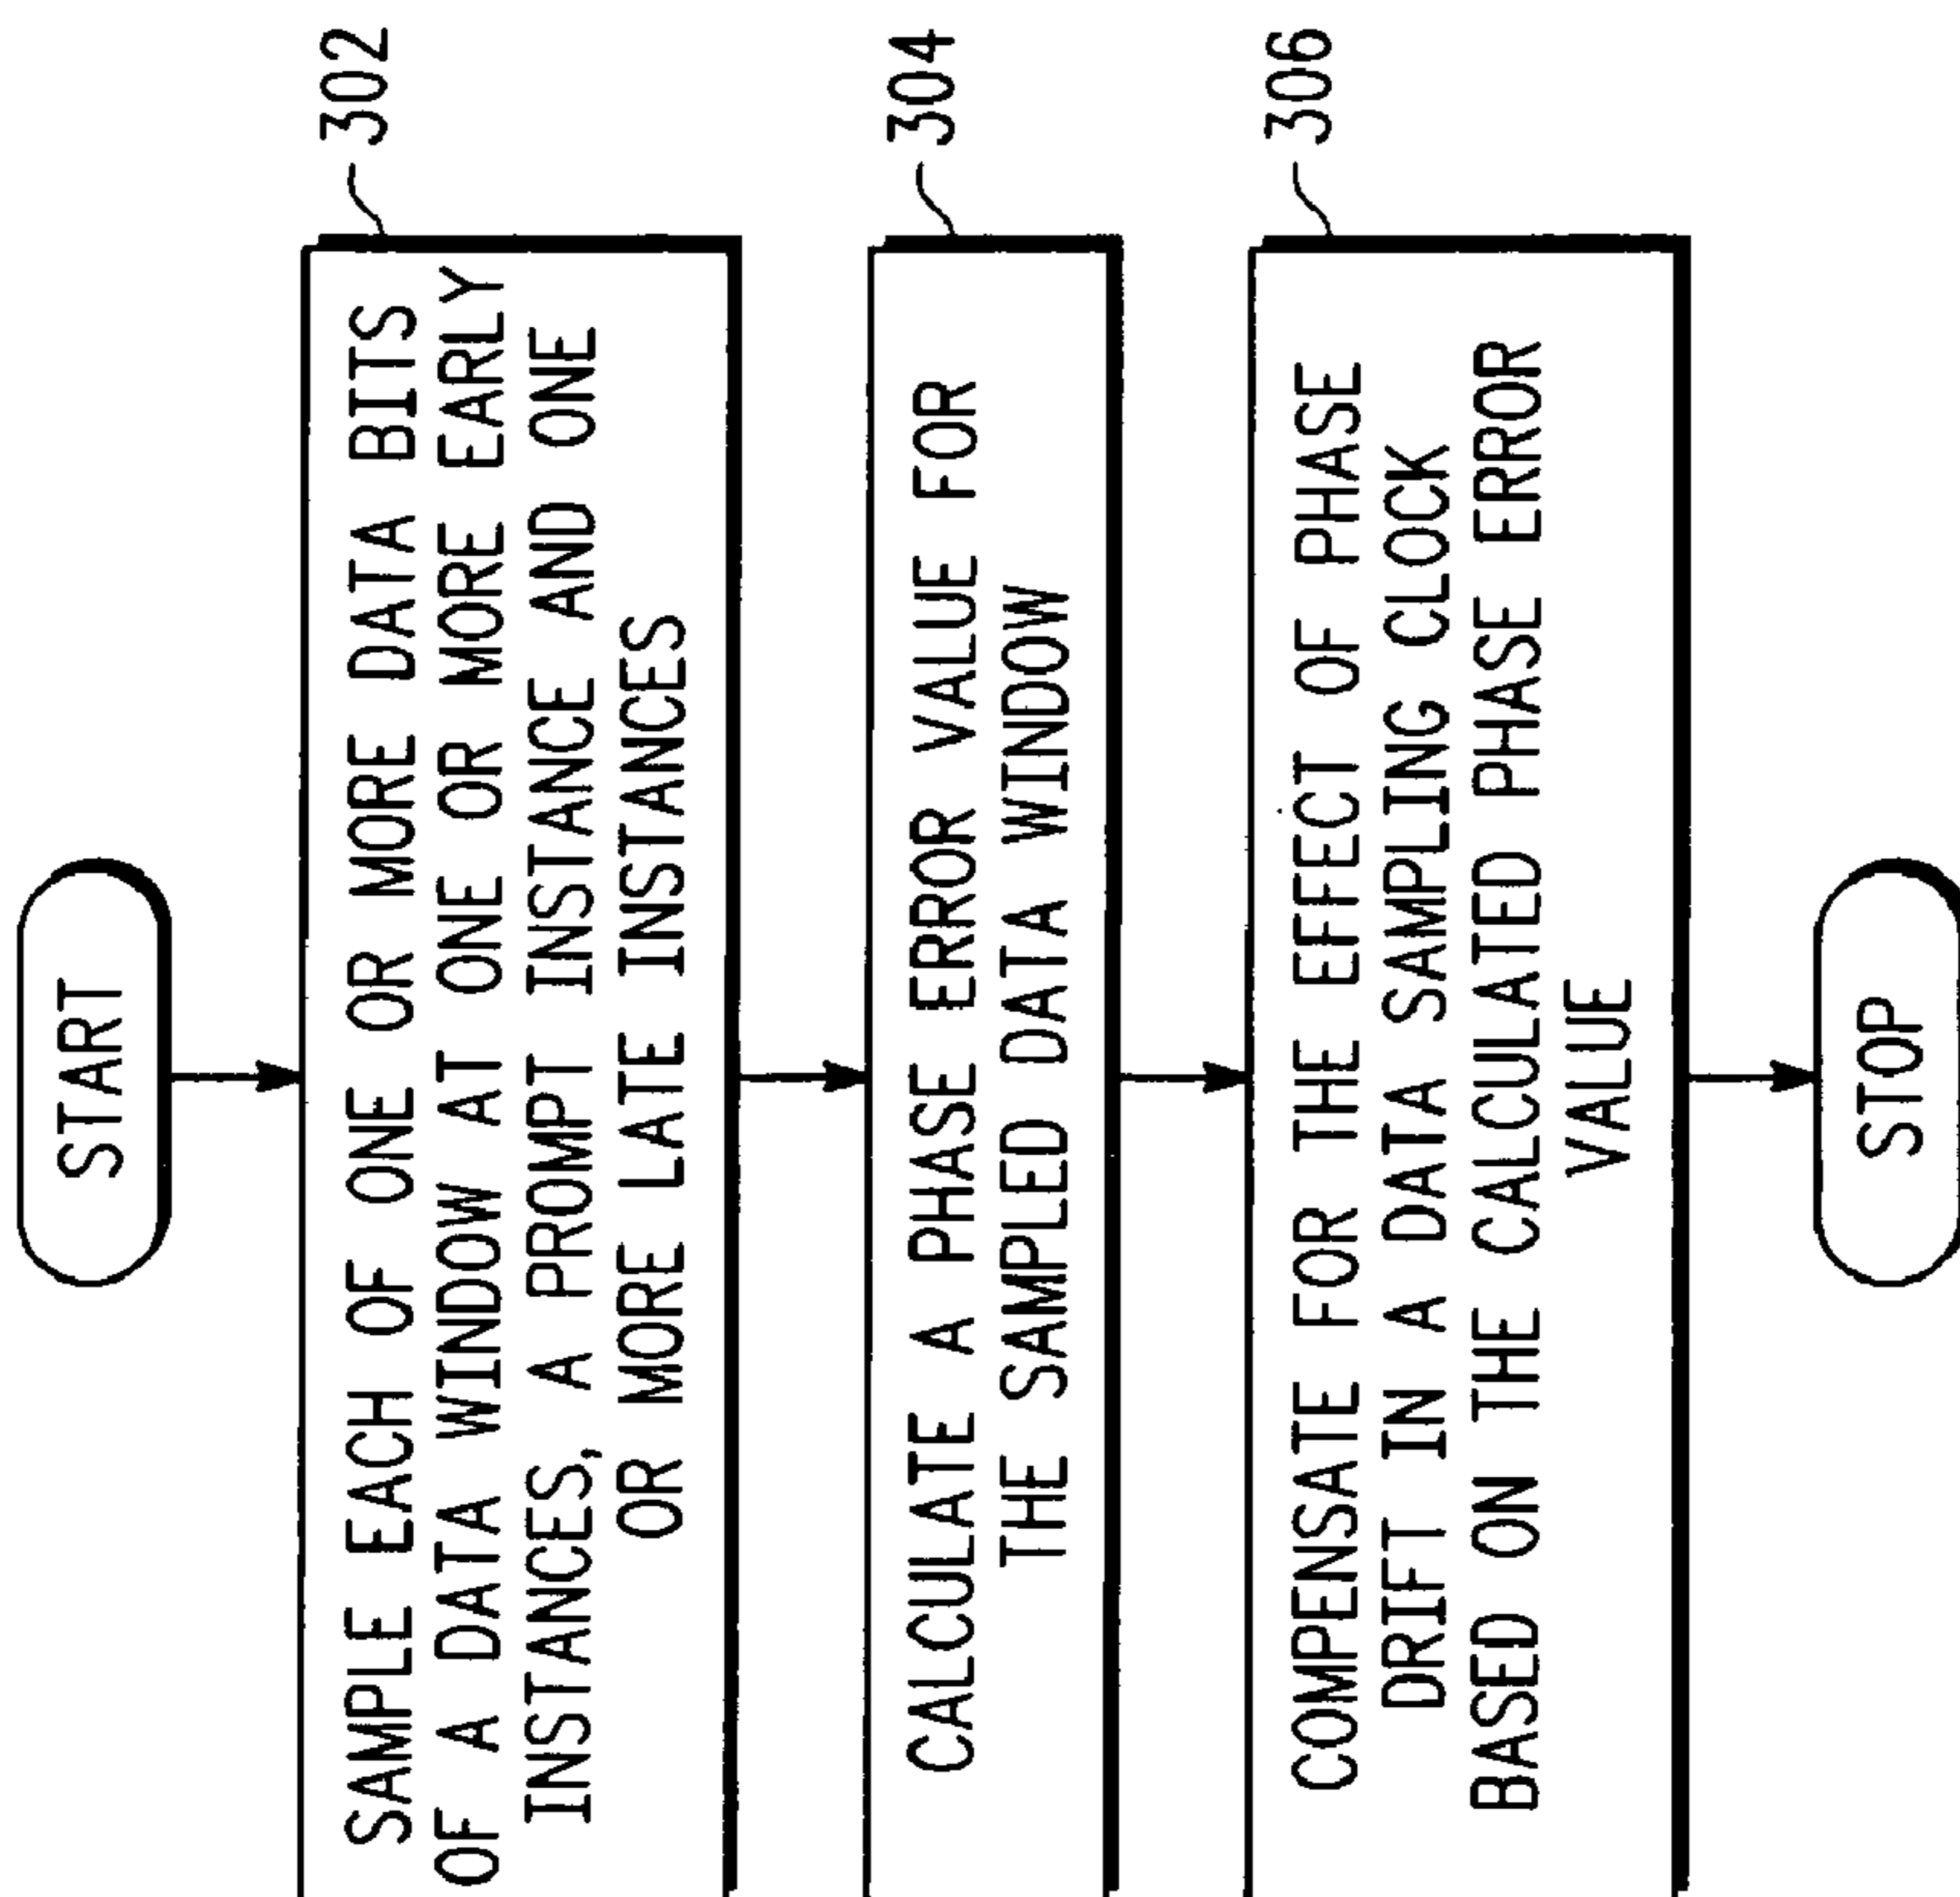 START
SAMPLE EACH OF ONE OR MORE DATA BITS
OF A DATA WINDOW AT ONE OR MORE EARLY
INSTANCES, A PROMPT INSTANCE AND ONE
OR MORE LATE INSTANCES
302
CALCULATE A PHASE ERROR VALUE FOR
THE SAMPLED DATA WINDOW
304
COMPENSATE FOR THE EFFECT OF PHASE
DRIFT IN A DATA SAMPLING CLOCK
BASED ON THE CALCULATED PHASE ERROR
VALUE
306
STOP